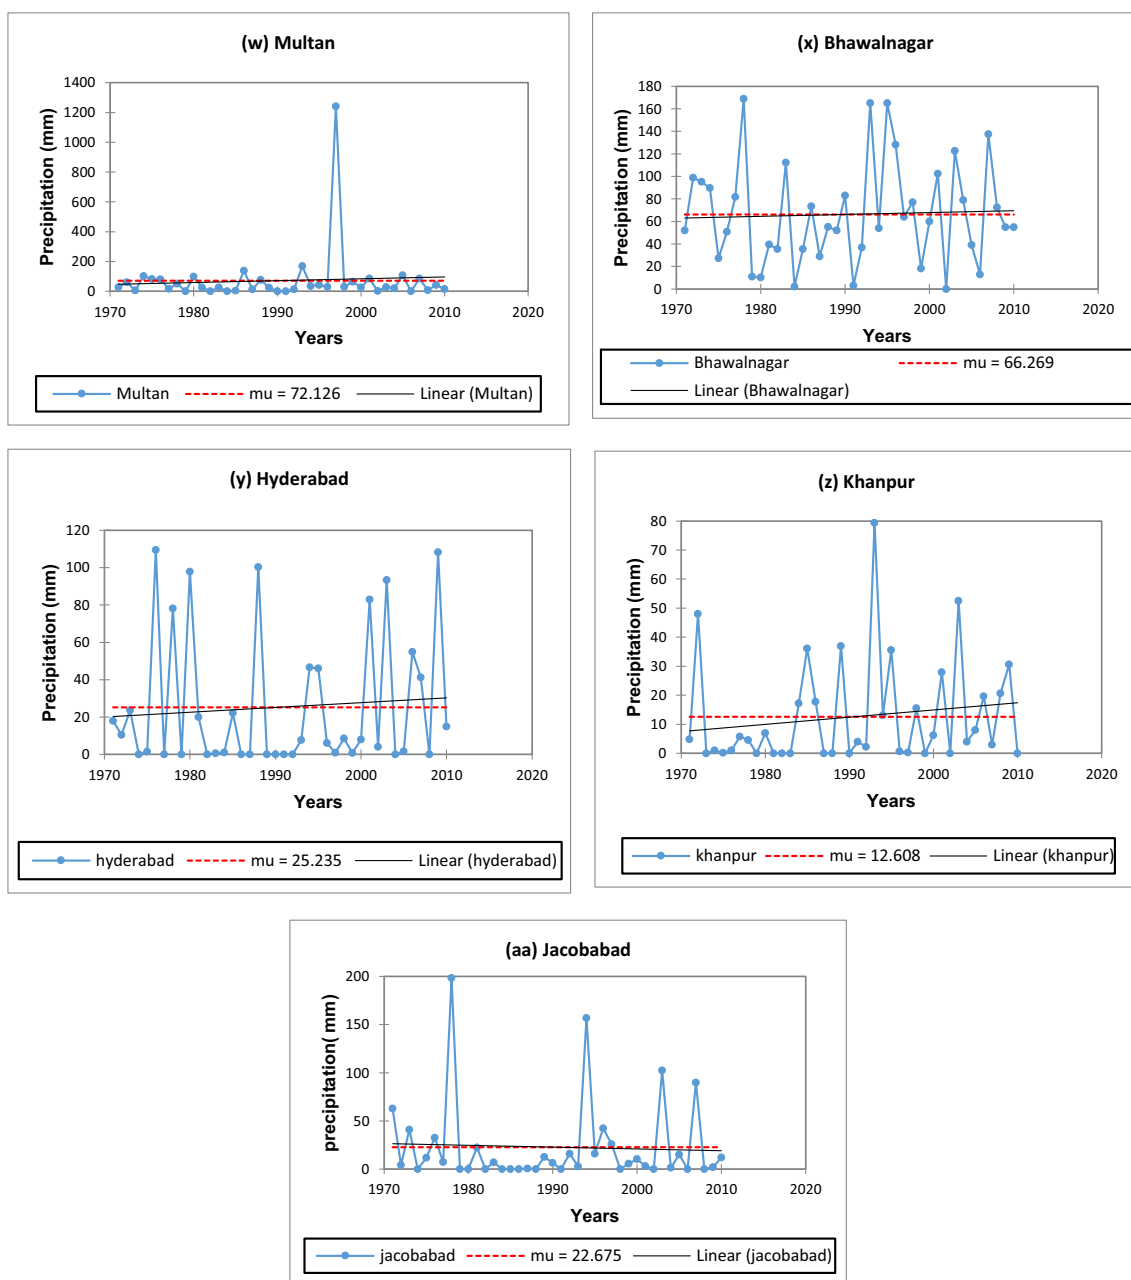 (w) Multan
Precipitation (mm)
1400
1200
1000
800
600
400
200
0
1970 1980 1990 2000 2010 2020
Years
Multan mu = 72.126 Linear (Multan)
(x) Bhawalnagar
Precipitation (mm)
180
160
140
120
100
80
60
40
20
0
1970 1980 1990 2000 2010 2020
Years
Bhawalnagar mu = 66.269
Linear (Bhawalnagar)
(y) Hyderabad
Precipitation (mm)
120
100
80
60
40
20
0
1970 1980 1990 2000 2010 2020
Years
hyderabad mu = 25.235 Linear (hyderabad)
(z) Khanpur
Precipitation (mm)
80
70
60
50
40
30
20
10
0
1970 1980 1990 2000 2010 2020
Years
khanpur mu = 12.608 Linear (khanpur)
(aa) Jacobabad
precipitation( mm)
200
150
100
50
0
1970 1980 1990 2000 2010 2020
Years
jacobabad mu = 22.675 Linear (jacobabad)